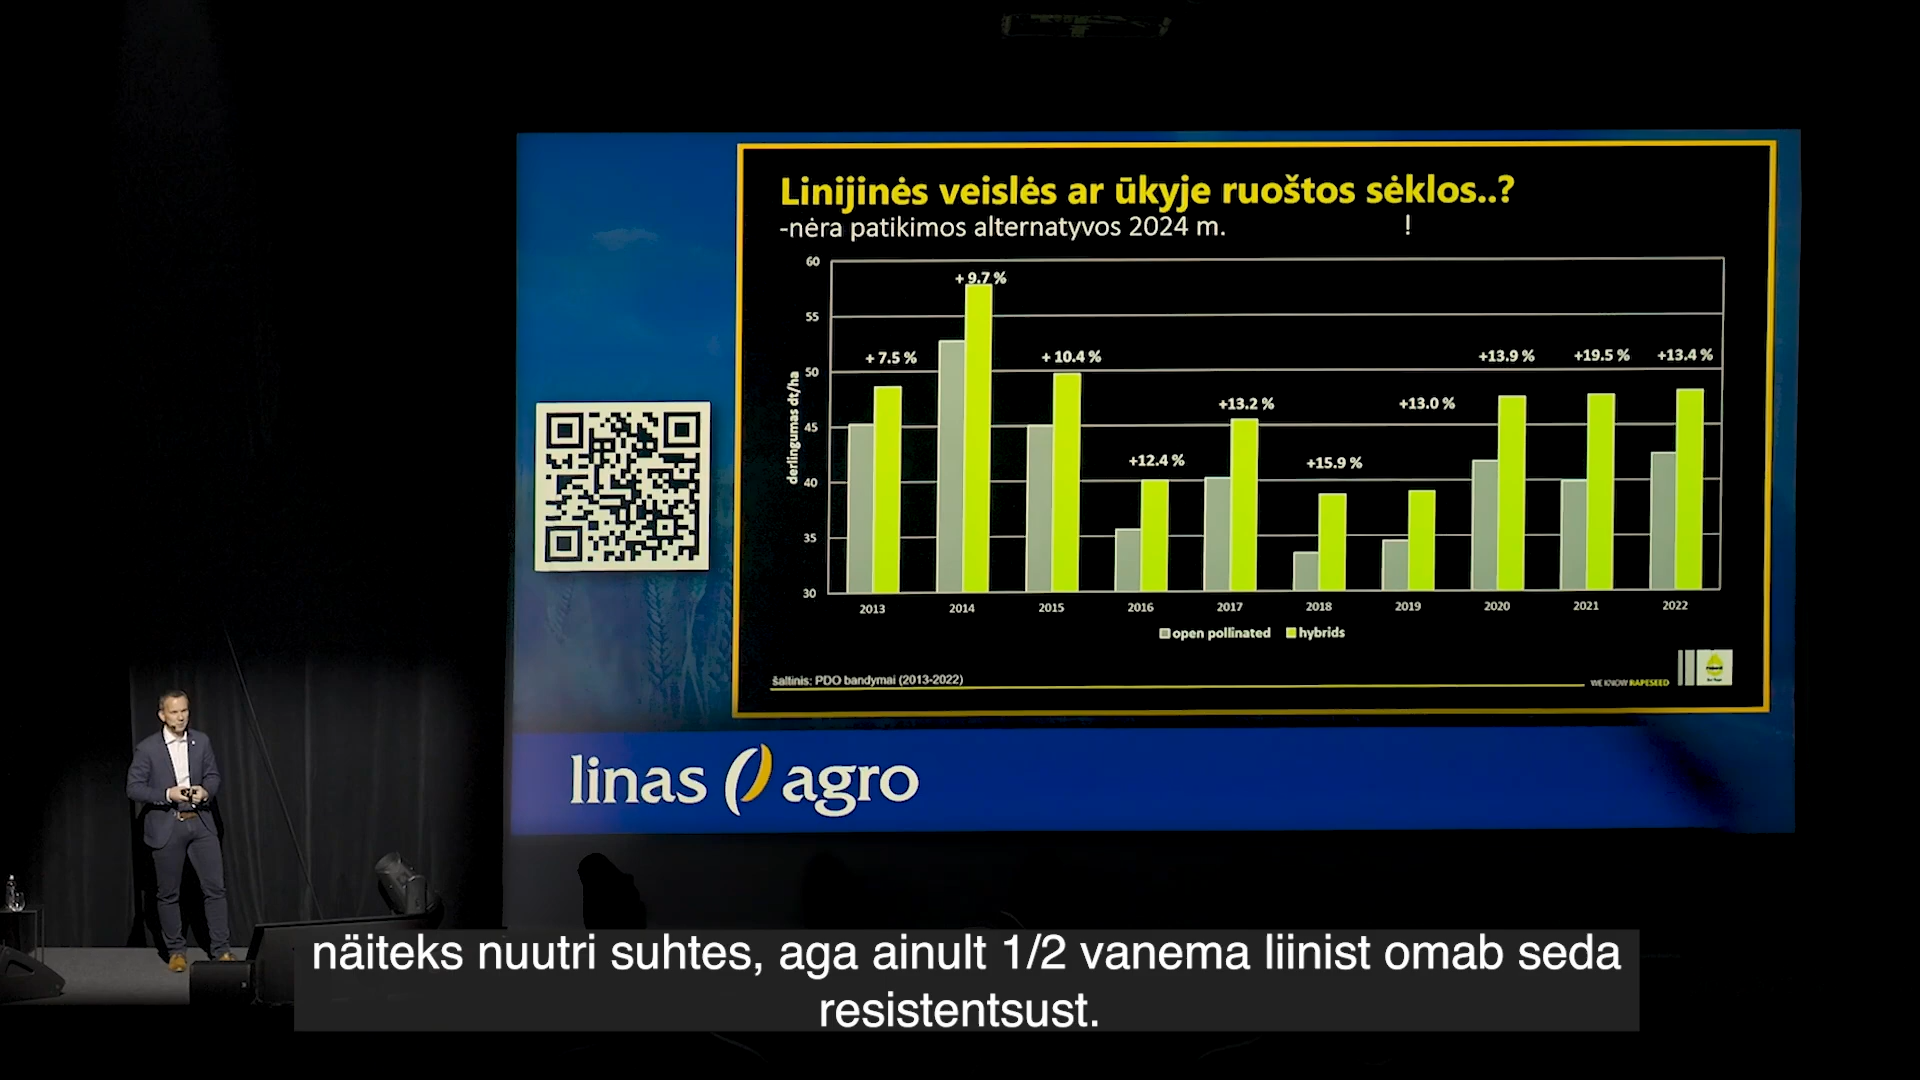 Linijinės veislės ar ūkyje ruoštos sėklos..?
-nėra patikimos alternatyvos 2024 m. !
derlingumas dt/ha
60
55
50
45
40
35
30
+ 7.5 %
+ 9.7 %
+ 10.4 %
+12.4 %
+13.2 %
+15.9 %
+13.0 %
+13.9 %
+19.5 %
+13.4 %
2013 2014 2015 2016 2017 2018 2019 2020 2021 2022
open pollinated hybrids
šaltinis: PDO bandymai (2013-2022)
WE KNOW RAPESEED
linas agro
näiteks nuutri suhtes, aga ainult 1/2 vanema liinist omab seda
resistentsust.